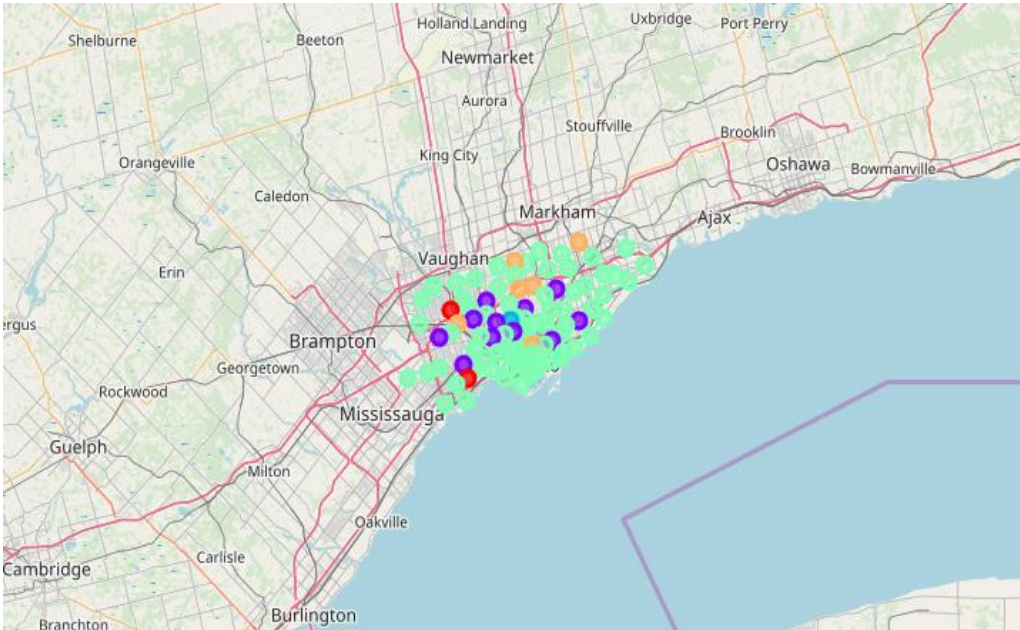 Holland Landing
Uxbridge
Port Perry
Shelburne
Beeton
Newmarket
Aurora
Stouffville
Brooklin
King City
Orangeville
Oshawa
Bowmanville
Caledon
Markham
Ajax
Vaughan
Erin
ergus
Brampton
Georgetown
Rockwood
Mississauga
Guelph
Milton
Oakville
Carlisle
Cambridge
Burlington
Branchton